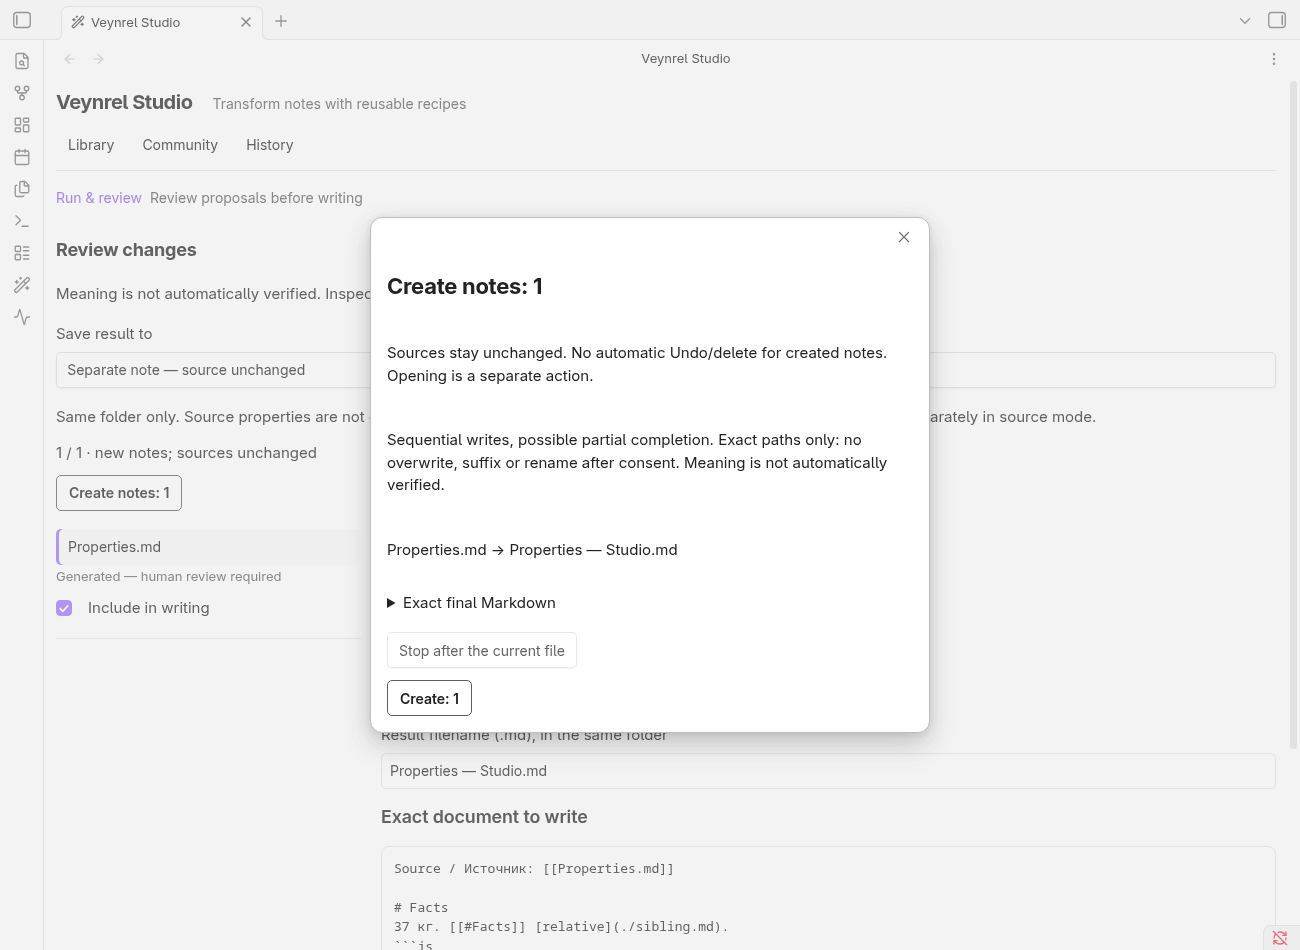 Veynrel Studio
Veynrel Studio
Veynrel Studio
Transform notes with reusable recipes
Library
Community
History
Run & review
Review proposals before writing
Review changes
Meaning is not automatically verified.
Save result to
Separate note — source unchanged
Same folder only. Source properties are not
in source mode.
1 / 1 · new notes; sources unchanged
Create notes: 1
Properties.md
Generated — human review required
Include in writing
Create notes: 1
Sources stay unchanged. No automatic Undo/delete for created notes.
Opening is a separate action.
Sequential writes, possible partial completion. Exact paths only: no
overwrite, suffix or rename after consent. Meaning is not automatically
verified.
Properties.md → Properties — Studio.md
Exact final Markdown
Stop after the current file
Create: 1
Result filename (.md), in the same folder
Properties — Studio.md
Exact document to write
Source / Источник: [[Properties.md]]
# Facts
37 кг. [[#Facts]] [relative](./sibling.md).
```js